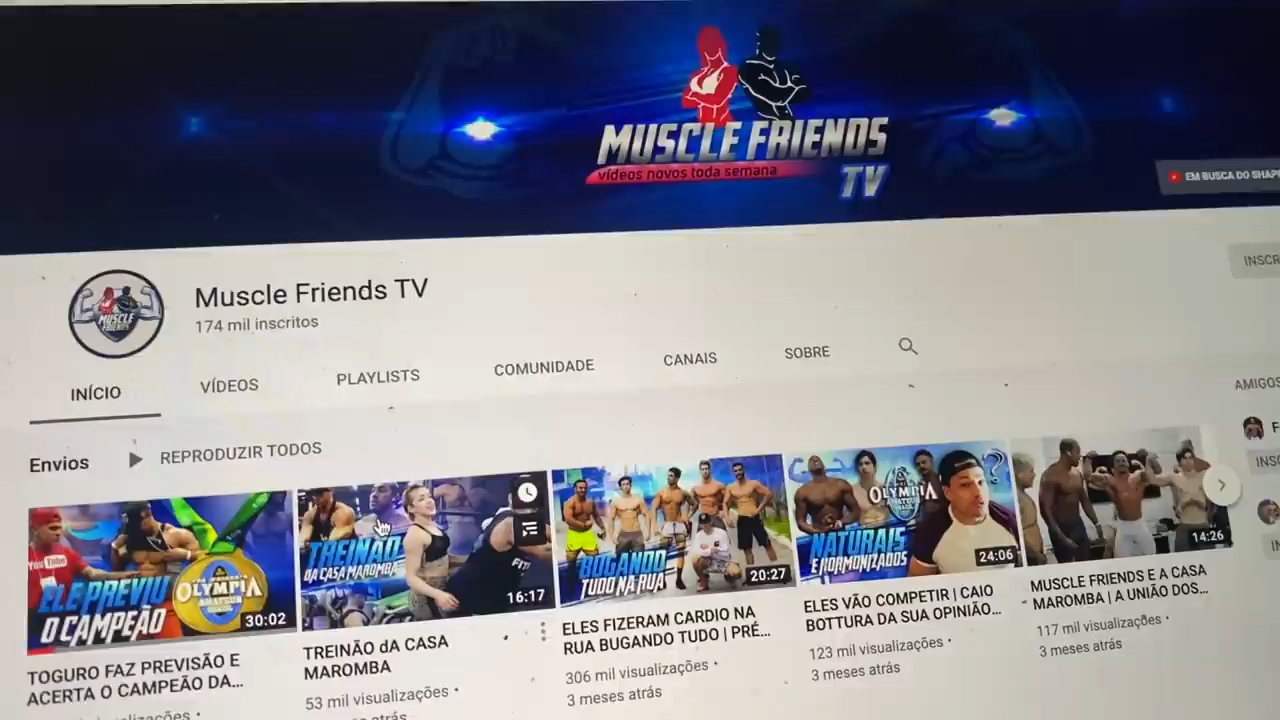 MUSCLE FRIENDS
vídeos novos toda semana
TV
EM BUSCA DO SHAP
Muscle Friends TV
174 mil inscritos
INSCR
INÍCIO
VÍDEOS
PLAYLISTS
COMUNIDADE
CANAIS
SOBRE
AMIGOS
Envios
REPRODUZIR TODOS
YouTube
ELE PREVIU
O CAMPEÃO
OLYMPIA
AMATEUR
30:02
TREINÃO
DA CASA MAROMBA
16:17
BUGANDO
TUDO NA RUA
20:27
OLYMPIA
NATURAIS
E HORMONIZADOS
24:06
14:26
TOGURO FAZ PREVISÃO E
ACERTA O CAMPEÃO DA...
TREINÃO dA CASA
MAROMBA
53 mil visualizações •
ELES FIZERAM CARDIO NA
RUA BUGANDO TUDO | PRÉ...
306 mil visualizações •
3 meses atrás
ELES VÃO COMPETIR | CAIO
BOTTURA DA SUA OPINIÃO...
123 mil visualizações •
3 meses atrás
MUSCLE FRIENDS E A CASA
MAROMBA | A UNIÃO DOS...
117 mil visualizações •
3 meses atrás